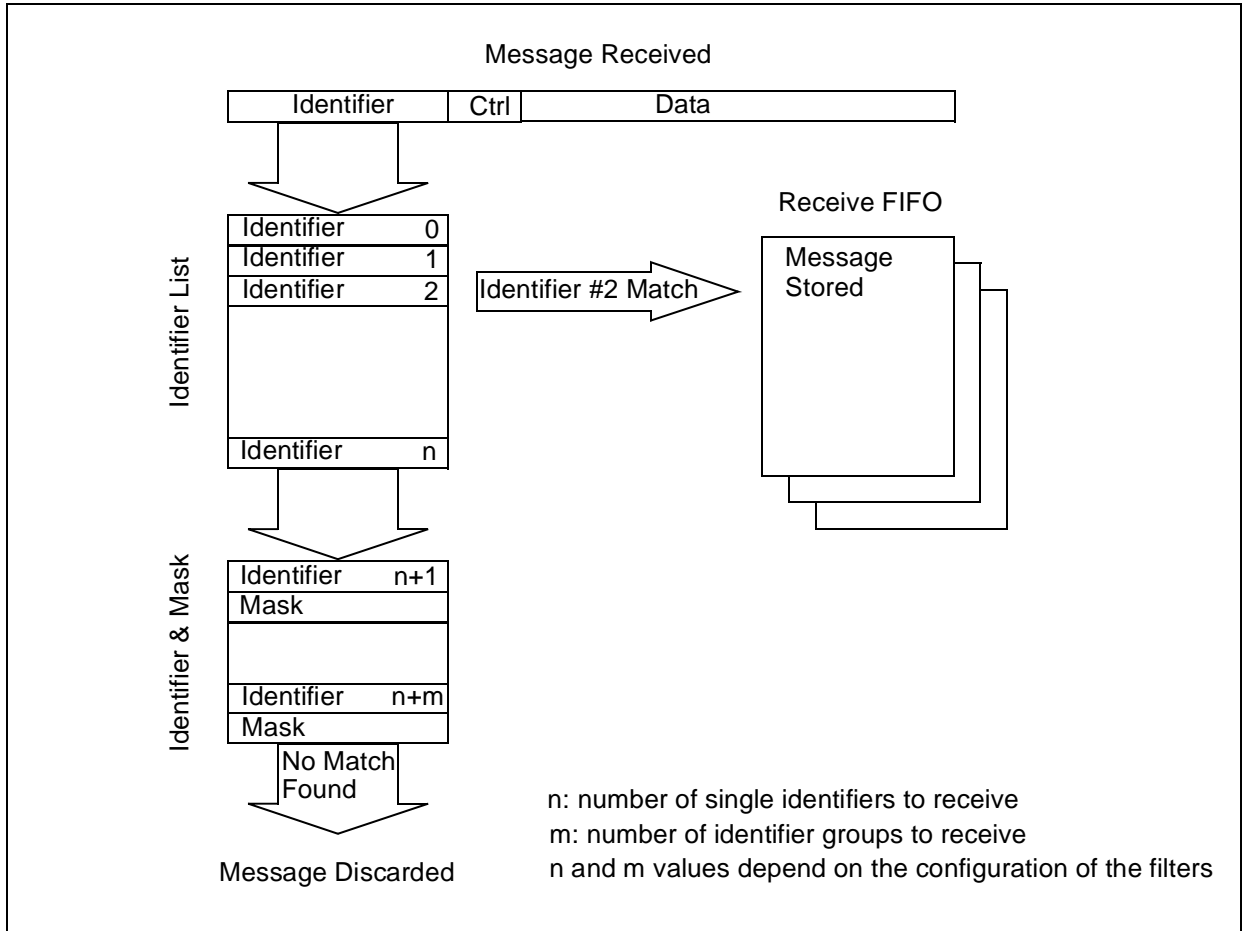 Message Received
Identifier Ctrl Data
Receive FIFO
Identifier List
Identifier 0
Identifier 1
Identifier 2
Identifier n
Identifier #2 Match
Message
Stored
Identifier & Mask
Identifier n+1
Mask
Identifier n+m
Mask
No Match
Found
Message Discarded
n: number of single identifiers to receive
m: number of identifier groups to receive
n and m values depend on the configuration of the filters